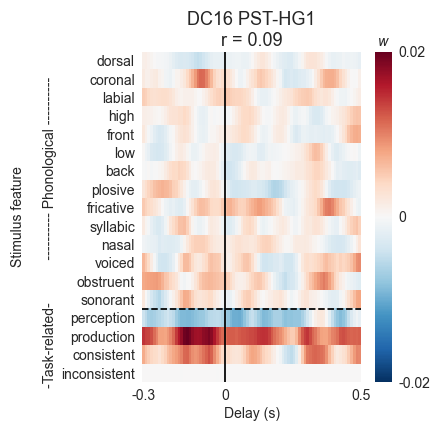 DC16 PST-HG1
r = 0.09
w
Stimulus feature
---------- Phonological ----------
-Task-related-
dorsal
coronal
labial
high
front
low
back
plosive
fricative
syllabic
nasal
voiced
obstruent
sonorant
perception
production
consistent
inconsistent
-0.3
0
0.5
Delay (s)
0.02
0
-0.02